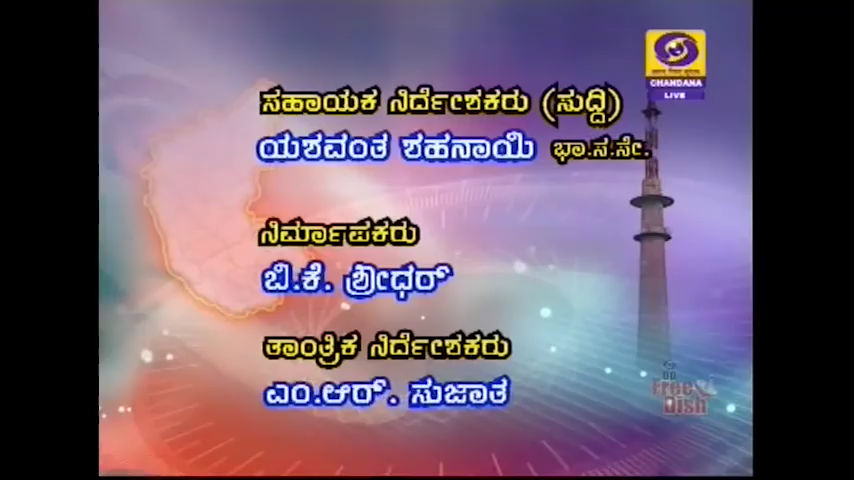 CHANDANA
LIVE
ಸಹಾಯಕ ನಿರ್ದೇಶಕರು (ಸುದ್ದಿ)
ಯಶವಂತ ಶಹನಾಯಿ ಭಾ.ಸ.ಸೇ.
ನಿರ್ಮಾಪಕರು
ಬಿ.ಕೆ. ಶ್ರೀಧರ್
ತಾಂತ್ರಿಕ ನಿರ್ದೇಶಕರು
ಎಂ.ಆರ್. ಸುಜಾತ
Free
Dish